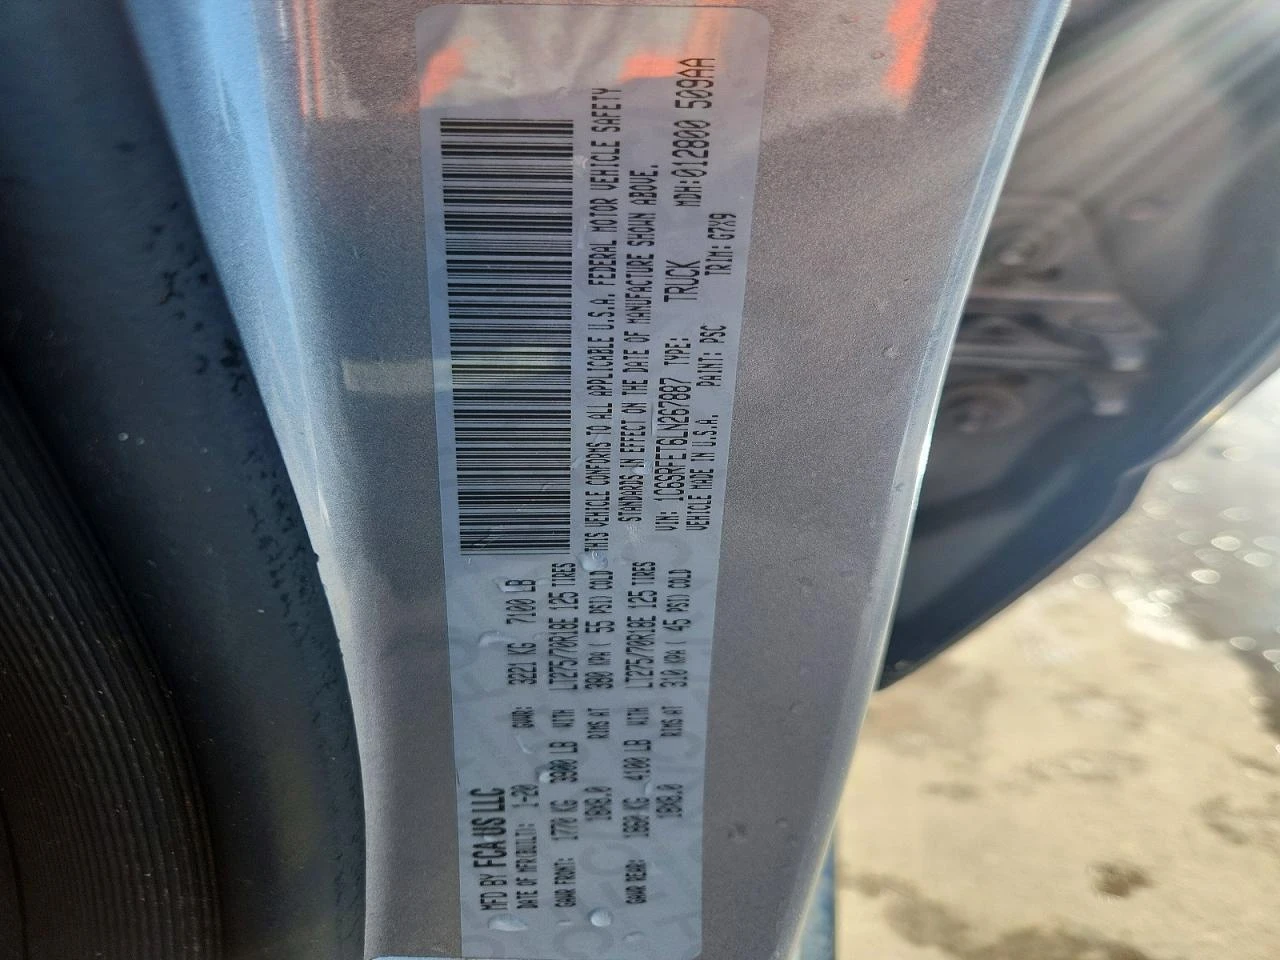 MFD BY FCA US LLC
DATE OF MFR(BUILT): 1-20 GVWR: 3221 KG 7100 LB
GAWR FRONT: 1770 KG 3900 LB WITH LT275/70R18E 125 TIRES
18X8.0 RIMS AT 380 KPA( 55 PSI) COLD
GAWR REAR: 1860 KG 4100 LB WITH LT275/70R18E 125 TIRES
18X8.0 RIMS AT 310 KPA( 45 PSI) COLD
THIS VEHICLE CONFORMS TO ALL APPLICABLE U.S.A. FEDERAL MOTOR VEHICLE SAFETY
STANDARDS IN EFFECT ON THE DATE OF MANUFACTURE SHOWN ABOVE.
VIN: 1C6SRFET6LN267887 TYPE: TRUCK MDH:012800 509AA
VEHICLE MADE IN U.S.A. PAINT: PSC TRIM: G7X9